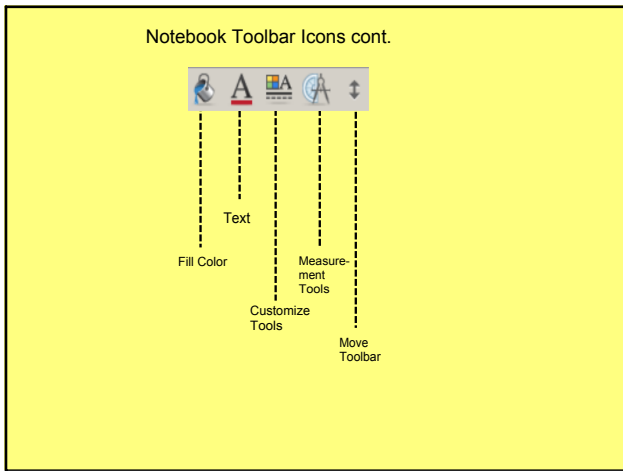 Notebook Toolbar Icons cont.
A
A
Text
Fill Color
Measure-
ment
Tools
Customize
Tools
Move
Toolbar